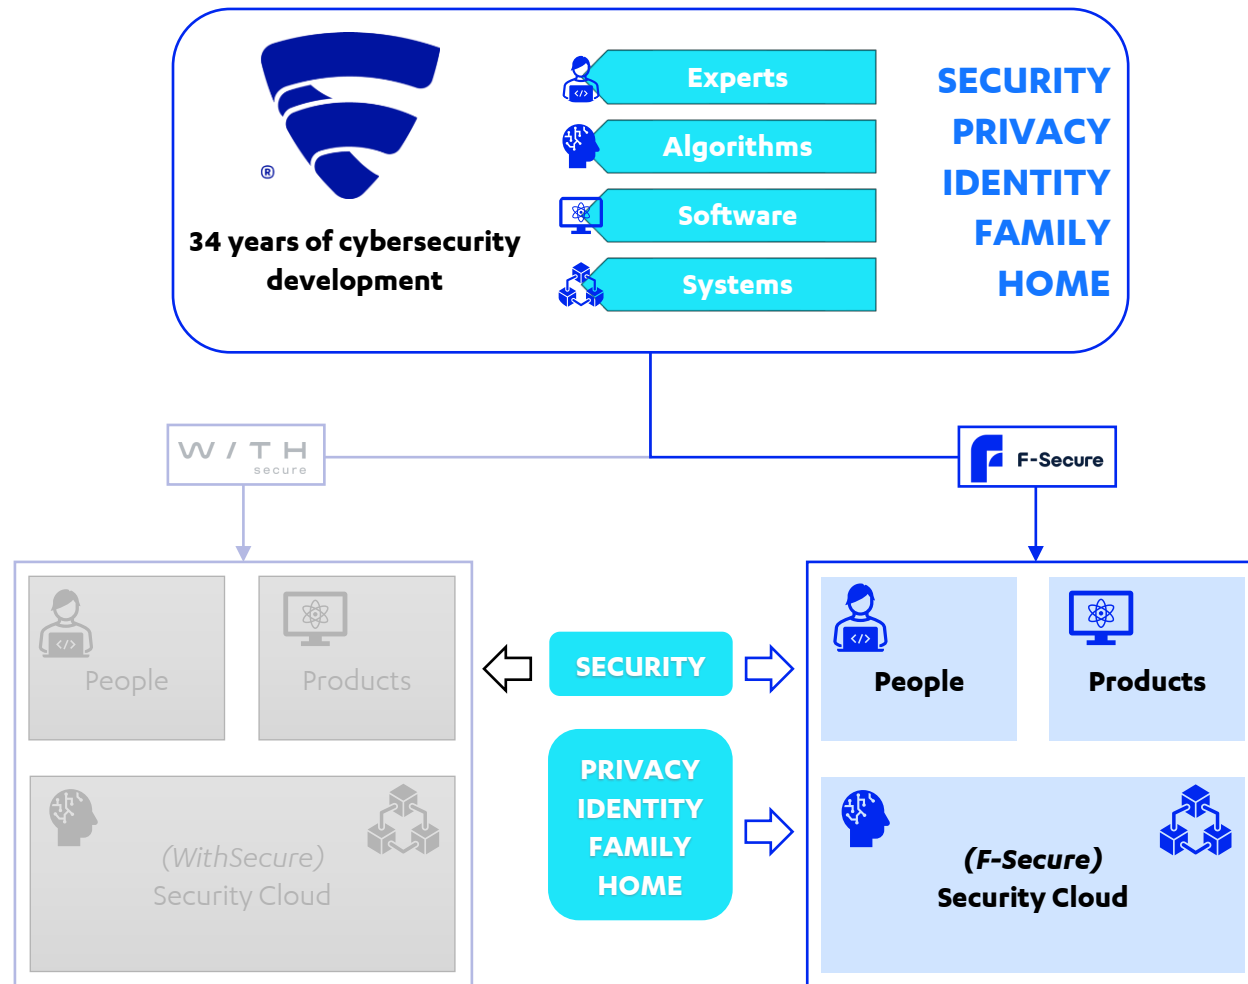 34 years of cybersecurity
development
®
Experts
Algorithms
Software
Systems
SECURITY
PRIVACY
IDENTITY
FAMILY
HOME
W/TH
secure
F-Secure
People
Products
(WithSecure)
Security Cloud
SECURITY
PRIVACY
IDENTITY
FAMILY
HOME
People
Products
(F-Secure)
Security Cloud